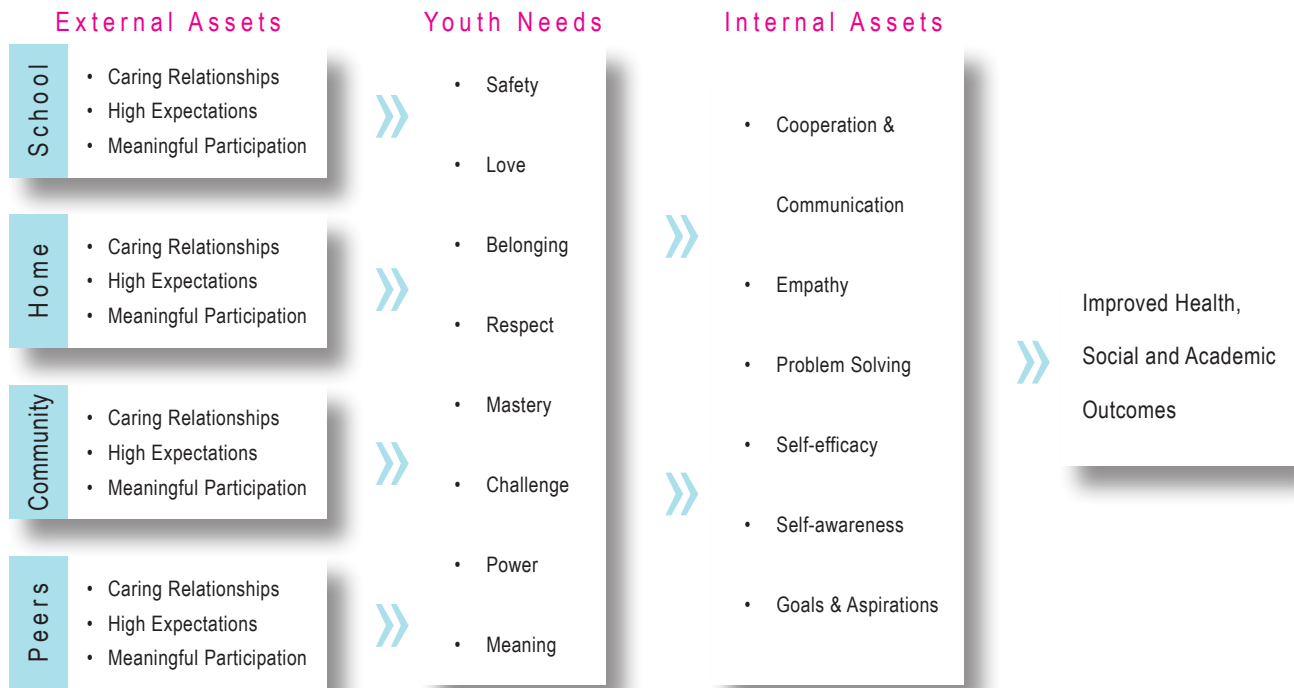 External Assets
School
• Caring Relationships
• High Expectations
• Meaningful Participation
Home
• Caring Relationships
• High Expectations
• Meaningful Participation
Community
• Caring Relationships
• High Expectations
• Meaningful Participation
Peers
• Caring Relationships
• High Expectations
• Meaningful Participation
Youth Needs
• Safety
• Love
• Belonging
• Respect
• Mastery
• Challenge
• Power
• Meaning
Internal Assets
• Cooperation &
Communication
• Empathy
• Problem Solving
• Self-efficacy
• Self-awareness
• Goals & Aspirations
Improved Health,
Social and Academic
Outcomes